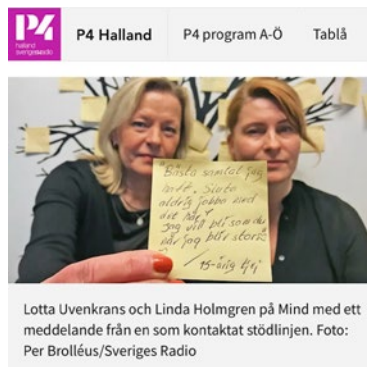 P4
halland
sverigesradio
P4 Halland
P4 program A-Ö
Tablå
"Bästa samtal jag
haft. Sluta
aldrig jobba med
det här.
Jag vill bli som du
när jag blir stor."
/15-årig tjej
Lotta Uvenkrans och Linda Holmgren på Mind med ett
meddelande från en som kontaktat stödlinjen. Foto:
Per Brolléus/Sveriges Radio